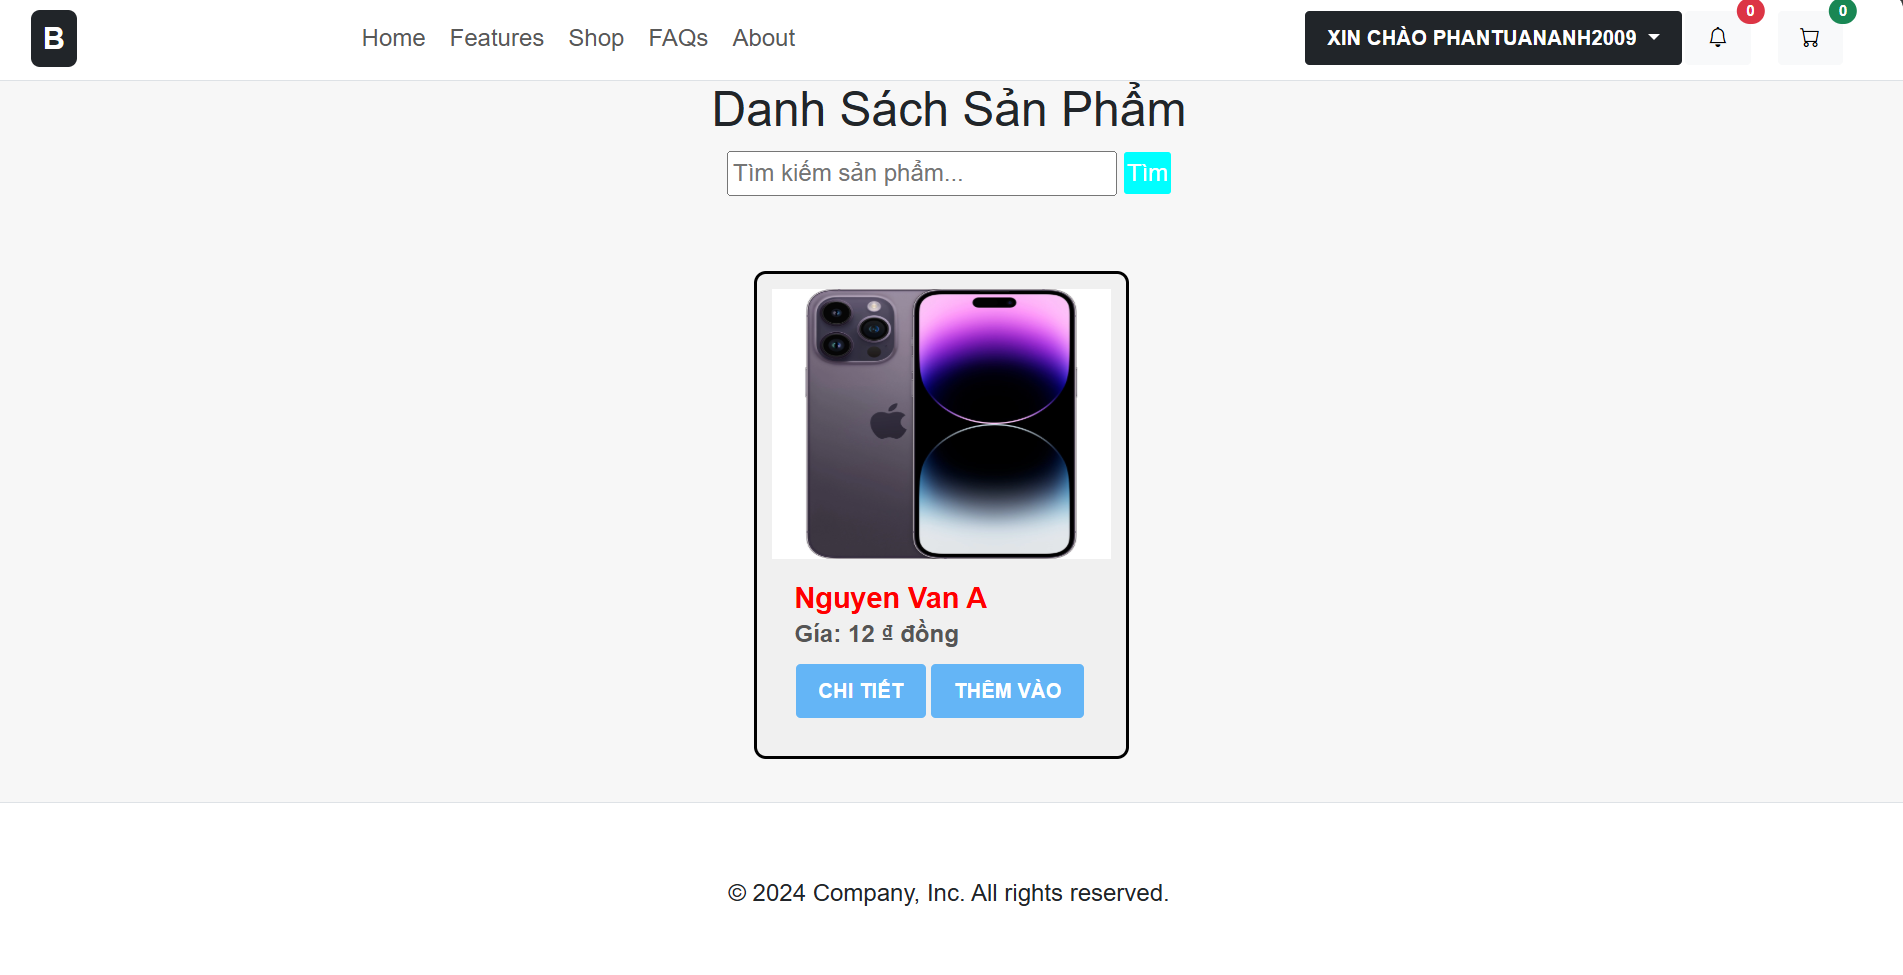 B
Home Features Shop FAQs About
XIN CHÀO PHANTUANANH2009
0
0
Danh Sách Sản Phẩm
Tìm kiếm sản phẩm...
Tìm
Nguyen Van A
Gía: 12 ₫ đồng
CHI TIẾT
THÊM VÀO
© 2024 Company, Inc. All rights reserved.